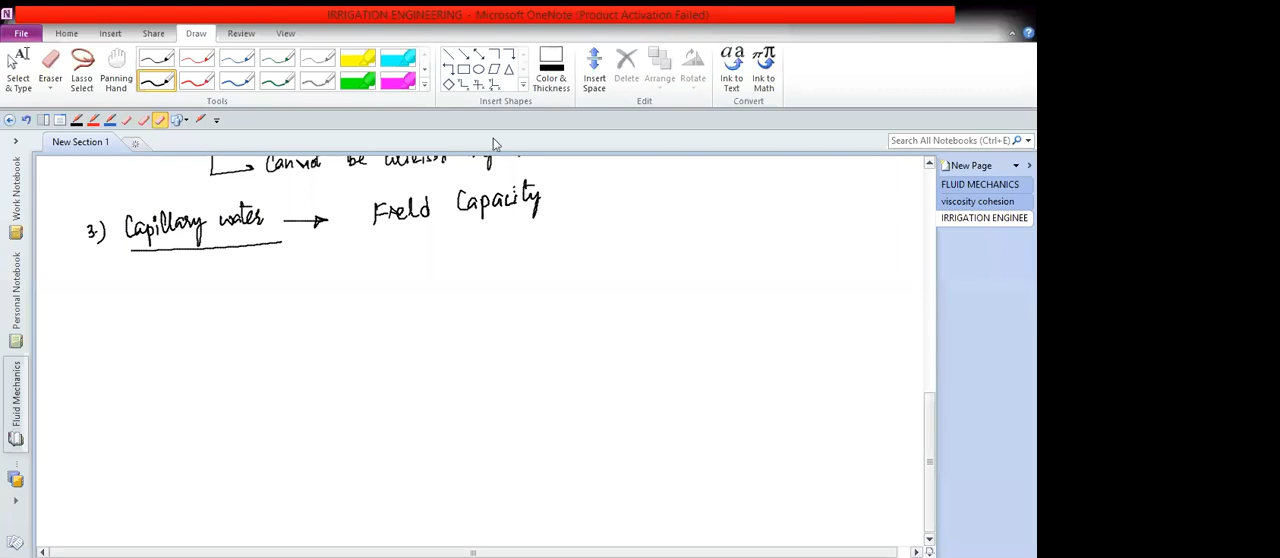 IRRIGATION ENGINEERING - Microsoft OneNote (Product Activation Failed)
File Home Insert Share Draw Review View
Select & Type
Eraser
Lasso Select
Panning Hand
Color & Thickness
Insert Space
Delete
Arrange
Rotate
Ink to Text
Ink to Math
Tools Insert Shapes Edit Convert
New Section 1
Search All Notebooks (Ctrl+E)
New Page
FLUID MECHANICS
viscosity cohesion
IRRIGATION ENGINEE
Work Notebook
Personal Notebook
Fluid Mechanics
Cannot be
3.) Capillary water → Field Capacity